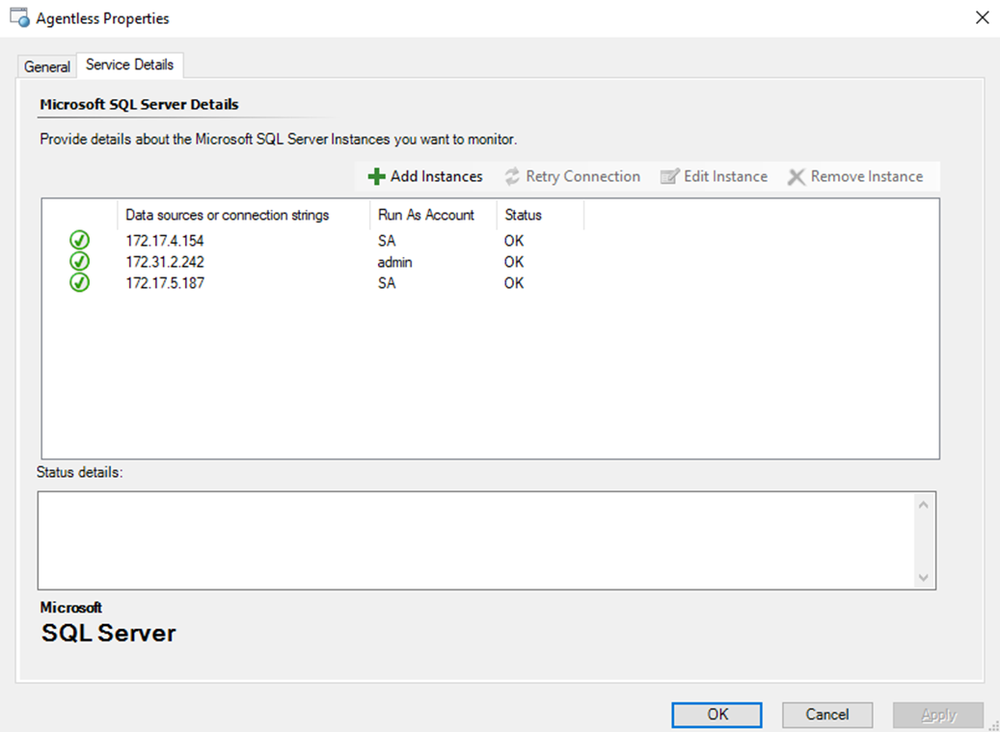 Agentless Properties
General Service Details
Microsoft SQL Server Details
Provide details about the Microsoft SQL Server Instances you want to monitor.
Add Instances Retry Connection Edit Instance Remove Instance
Data sources or connection strings Run As Account Status
172.17.4.154 SA OK
172.31.2.242 admin OK
172.17.5.187 SA OK
Status details:
Microsoft
SQL Server
OK Cancel Apply